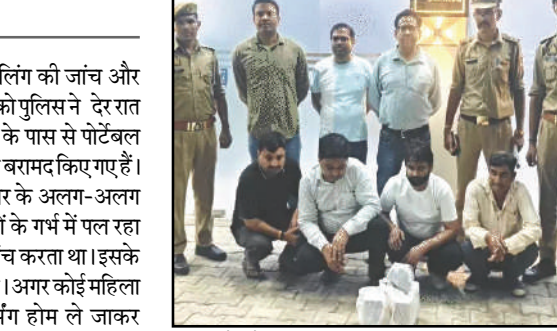 लिंग की जांच और
को पुलिस ने देर रात
के पास से पोर्टेबल
बरामद किए गए हैं।
के अलग-अलग
के गर्भ में पल रहा
करता था। इसके
। अगर कोई महिला
होम ले जाकर